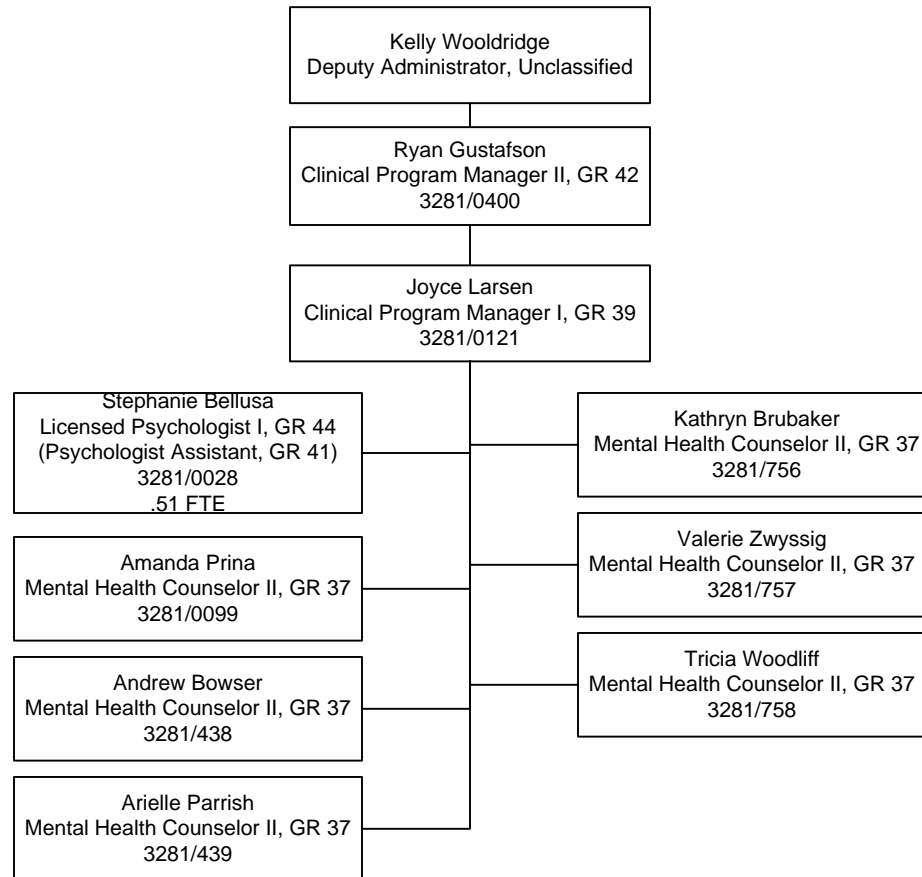 Kelly Wooldridge
Deputy Administrator, Unclassified
Ryan Gustafson
Clinical Program Manager II, GR 42
3281/0400
Joyce Larsen
Clinical Program Manager I, GR 39
3281/0121
Stephanie Bellusa
Licensed Psychologist I, GR 44
(Psychologist Assistant, GR 41)
3281/0028
.51 FTE
Amanda Prina
Mental Health Counselor II, GR 37
3281/0099
Andrew Bowser
Mental Health Counselor II, GR 37
3281/438
Arielle Parrish
Mental Health Counselor II, GR 37
3281/439
Kathryn Brubaker
Mental Health Counselor II, GR 37
3281/756
Valerie Zwyssig
Mental Health Counselor II, GR 37
3281/757
Tricia Woodliff
Mental Health Counselor II, GR 37
3281/758